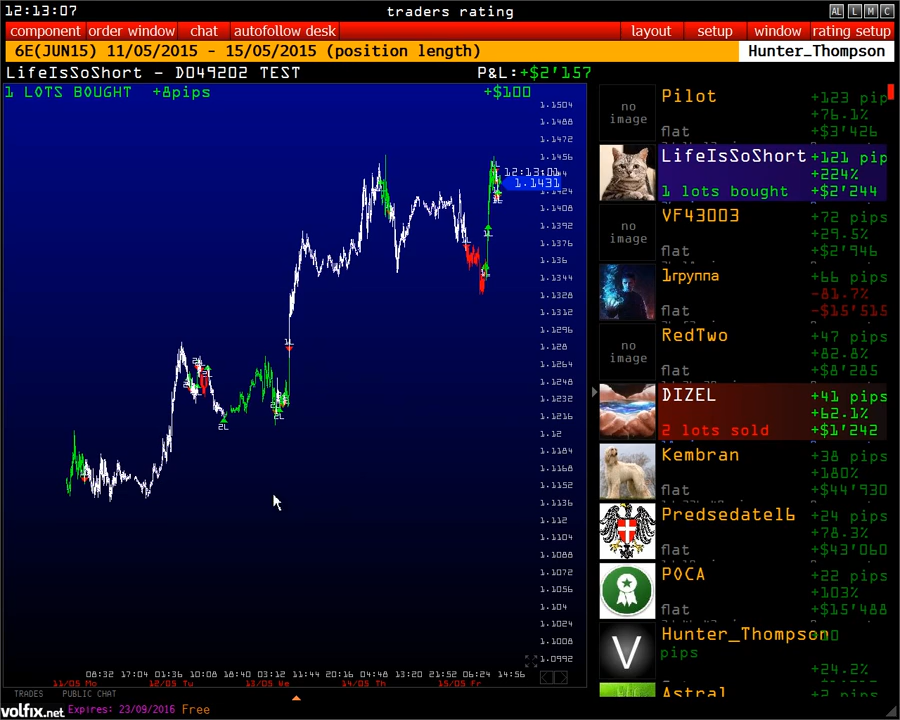 12:13:07 traders rating AL L M C
component order window chat autofollow desk layout setup window rating setup
6E(JUN15) 11/05/2015 - 15/05/2015 (position length) Hunter_Thompson
LifeIsSoShort - D049202 TEST P&L:+$2'157
1 LOTS BOUGHT +8pips +$100
1.1504
1.1488
1.1472
1.1456
12:13:01
1.1431
1.1424
1.1408
1.1392
1.1376
1.136
1.1344
1.1328
1.1312
1.1296
1.128
1.1264
1.1248
1.1232
1.1216
1.12
1.1184
1.1168
1.1152
1.1136
1.112
1.1104
1.1088
1.1072
1.1056
1.104
1.1024
1.1008
1.0992
08:32 17:04 01:36 10:08 18:40 03:12 11:44 20:16 04:48 13:20 21:52 06:24 14:56
11/05 Mo 12/05 Tu 13/05 We 14/05 Th 15/05 Fr
TRADES PUBLIC CHAT
volfix.net Expires: 23/09/2016 Free
no image
Pilot +123 pip
+76.1%
flat +$3'426
LifeIsSoShort +121 pip
+224%
1 lots bought +$2'244
no image
VF43003 +72 pips
+29.5%
flat +$2'946
1группа +66 pips
-81.7%
flat -$15'515
no image
RedTwo +47 pips
+82.8%
flat +$8'285
DIZEL +41 pips
+62.1%
2 lots sold +$1'242
Kembran +38 pips
+180%
flat +$44'930
Predsedate16 +24 pips
+78.3%
flat +$43'060
POCA +22 pips
+103%
flat +$15'488
V
Hunter_Thompson
pips
+24.2%
Astral +2 pips